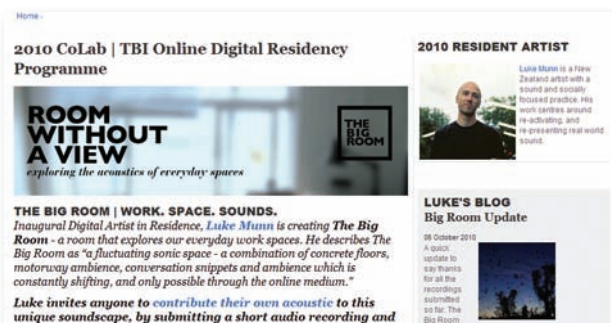 Home -
2010 CoLab | TBI Online Digital Residency
Programme
ROOM
WITHOUT
A VIEW
exploring the acoustics of everyday spaces
THE
BIG
ROOM
THE BIG ROOM | WORK. SPACE. SOUNDS.
Inaugural Digital Artist in Residence, Luke Munn is creating The Big
Room - a room that explores our everyday work spaces. He describes The
Big Room as "a fluctuating sonic space - a combination of concrete floors,
motorway ambience, conversation snippets and ambience which is
constantly shifting, and only possible through the online medium."
Luke invites anyone to contribute their own acoustic to this
unique soundscape, by submitting a short audio recording and
2010 RESIDENT ARTIST
Luke Munn is a New
Zealand artist with a
sound and socially
focused practice. His
work centres around
re-activating, and
re-presenting real world
sound.
LUKE'S BLOG
Big Room Update
06 October 2010
A quick
update to
say thanks
for all the
recordings
submitted
so far. The
Big Room